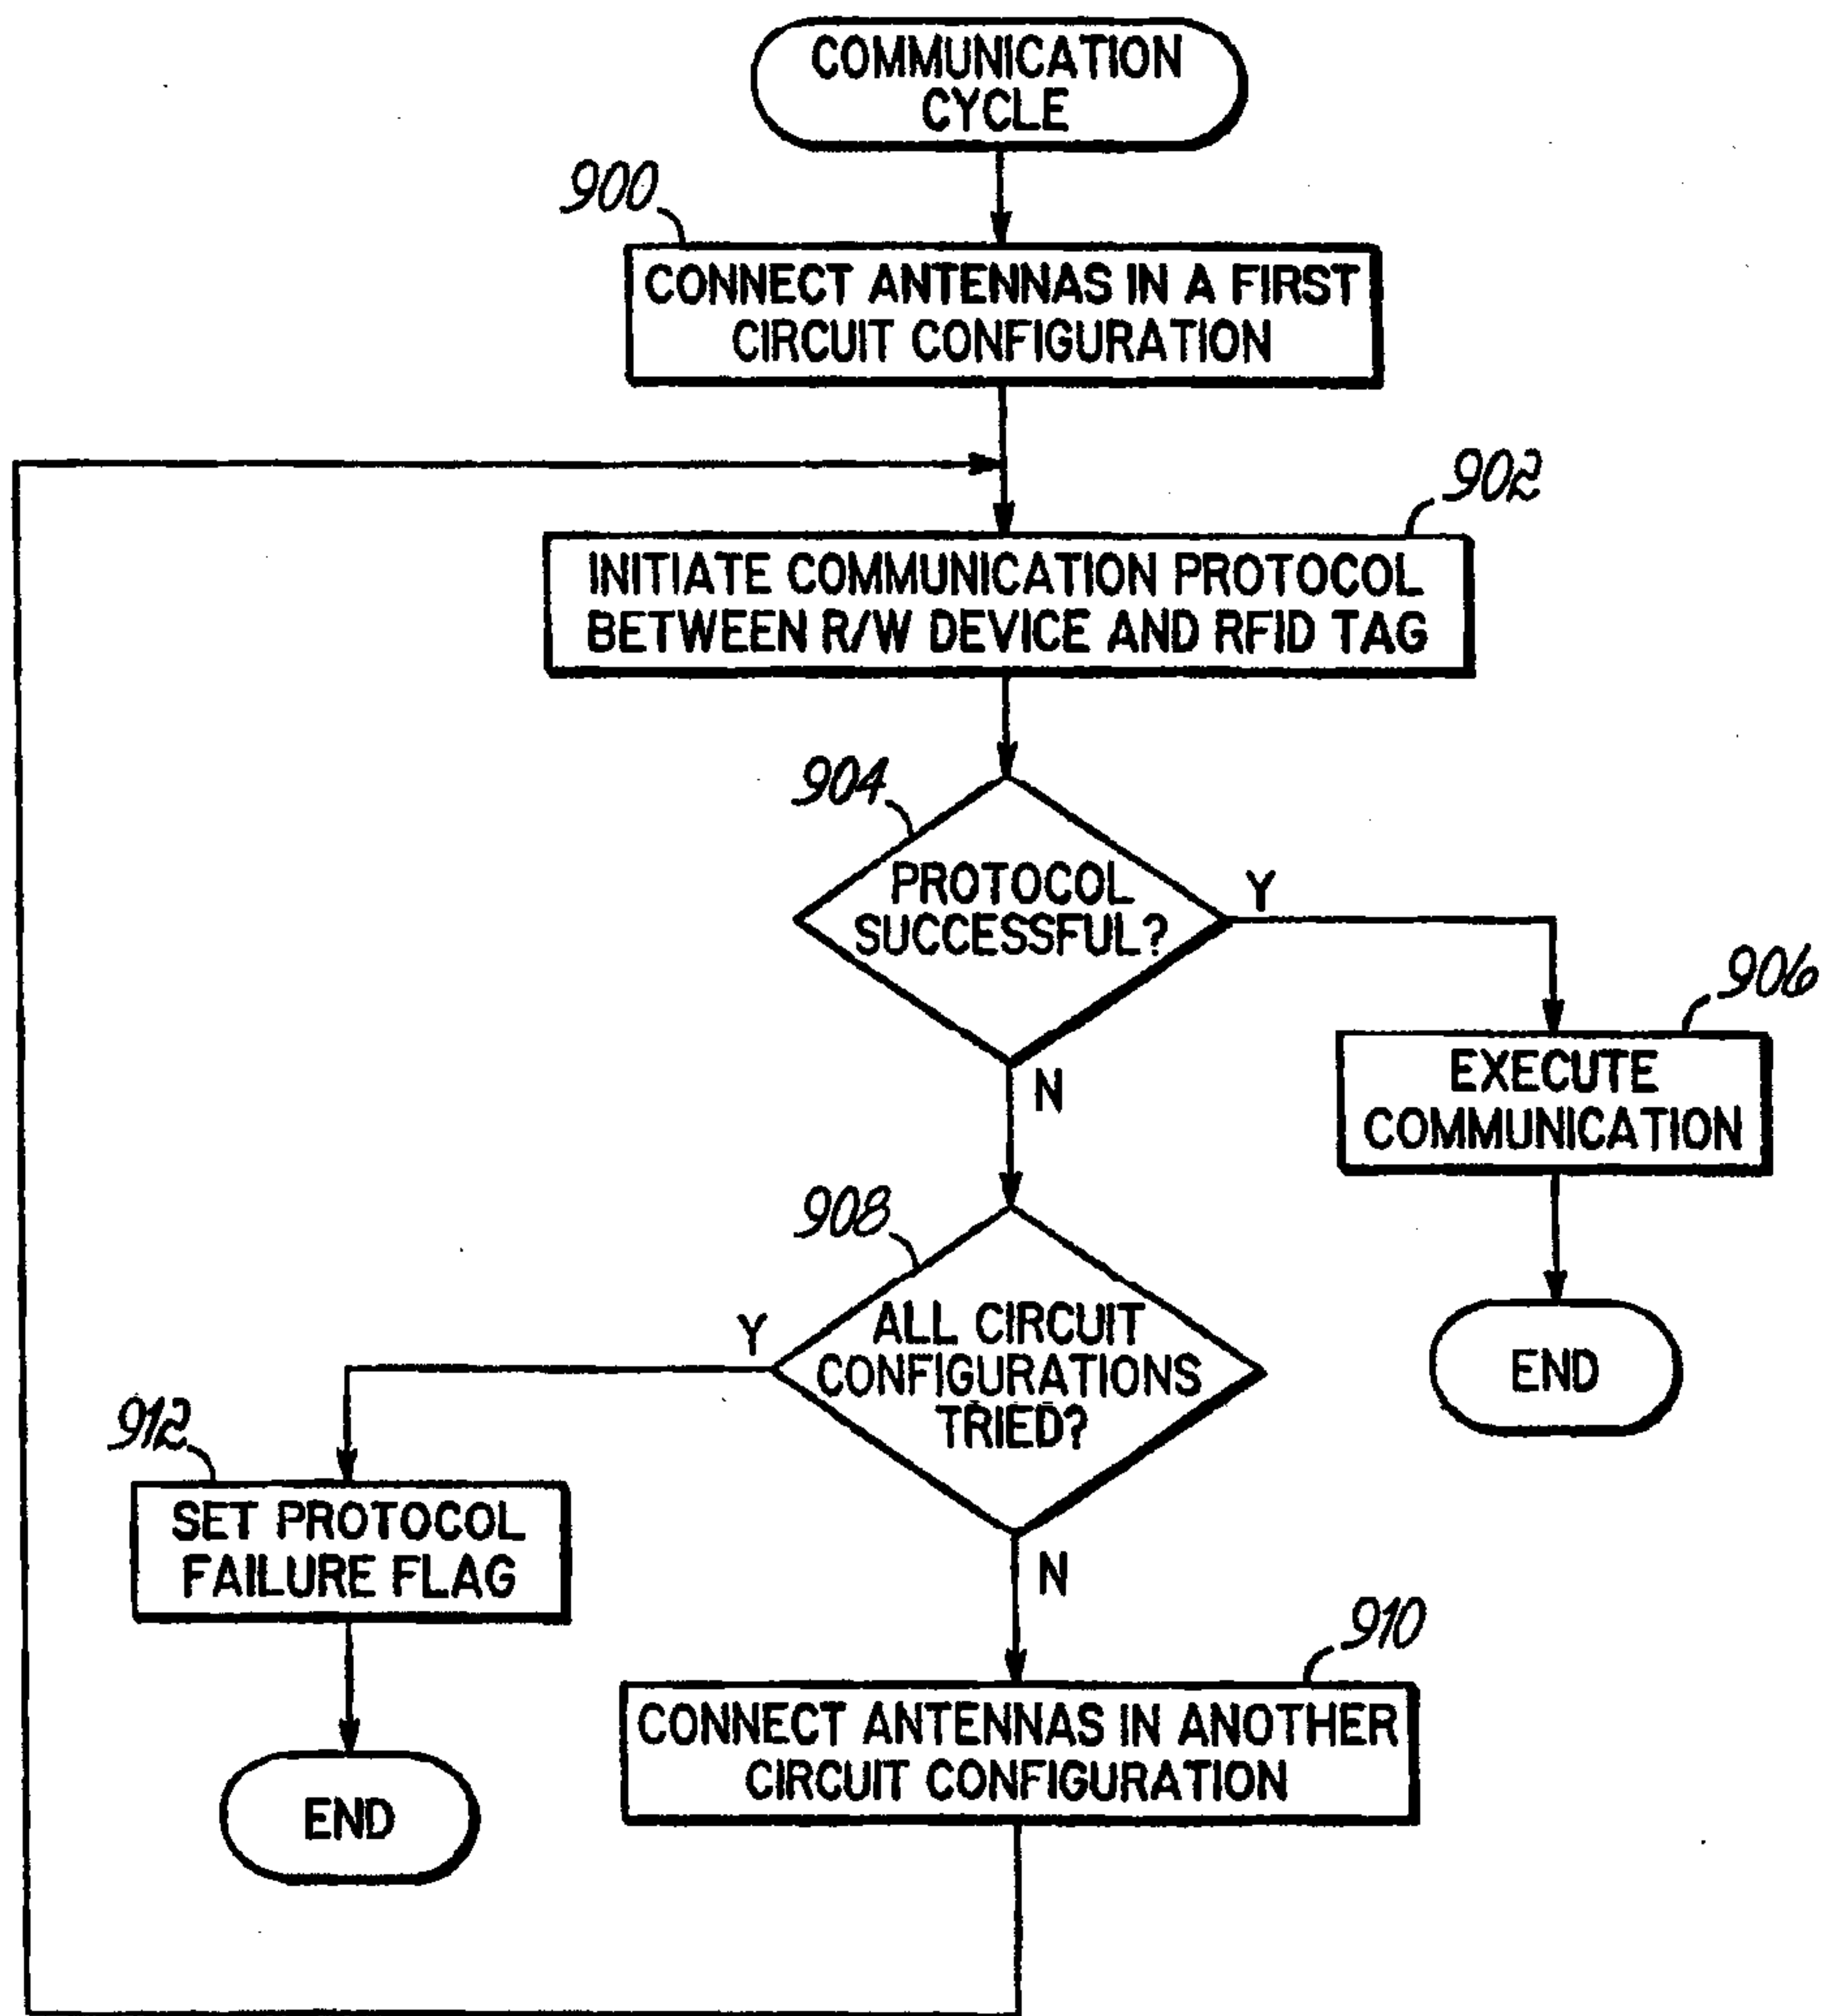 COMMUNICATION
CYCLE
900
CONNECT ANTENNAS IN A FIRST
CIRCUIT CONFIGURATION
902
INITIATE COMMUNICATION PROTOCOL
BETWEEN R/W DEVICE AND RFID TAG
904
PROTOCOL
SUCCESSFUL?
Y
906
EXECUTE
COMMUNICATION
END
N
908
ALL CIRCUIT
CONFIGURATIONS
TRIED?
Y
912
SET PROTOCOL
FAILURE FLAG
END
N
910
CONNECT ANTENNAS IN ANOTHER
CIRCUIT CONFIGURATION